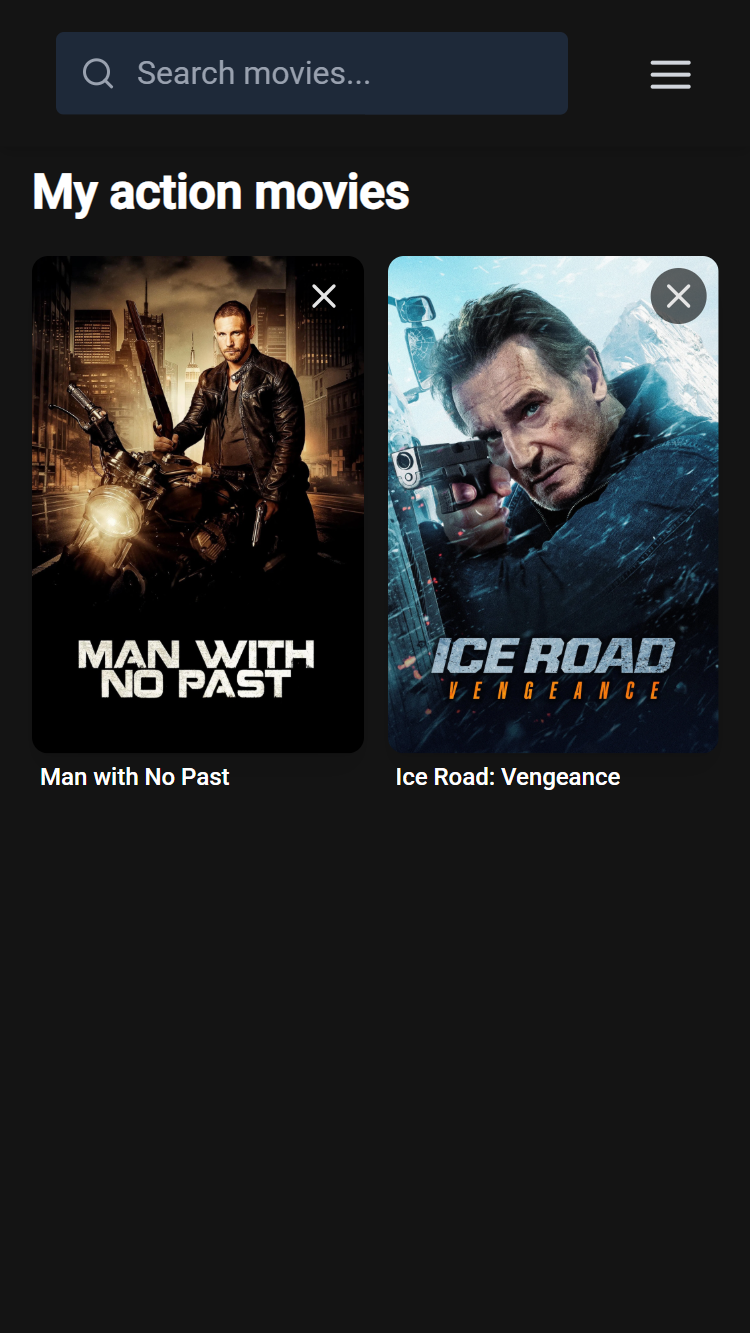 Search movies...
My action movies
MAN WITH
NO PAST
ICE ROAD
VENGEANCE
Man with No Past
Ice Road: Vengeance